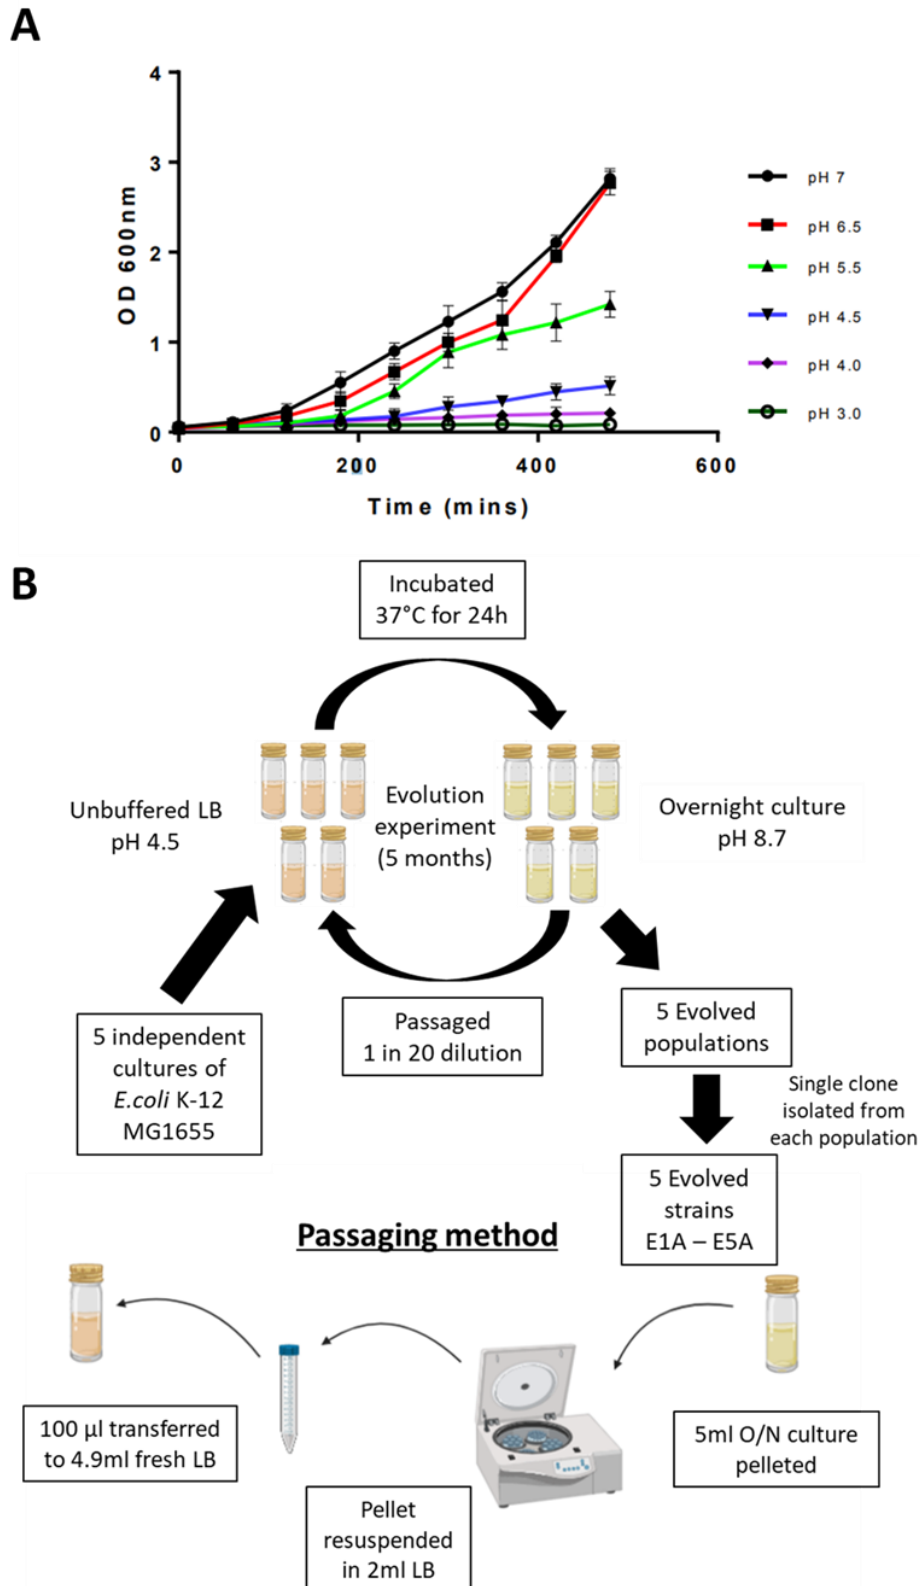 A
4
3
2
1
0
OD 600nm
0 200 400 600
Time (mins)
pH 7
pH 6.5
pH 5.5
pH 4.5
pH 4.0
pH 3.0
B
Incubated
37°C for 24h
Unbuffered LB
pH 4.5
Evolution
experiment
(5 months)
Overnight culture
pH 8.7
5 independent
cultures of
E.coli K-12
MG1655
Passaged
1 in 20 dilution
5 Evolved
populations
Single clone
isolated from
each population
5 Evolved
strains
E1A – E5A
Passaging method
100 µl transferred
to 4.9ml fresh LB
Pellet
resuspended
in 2ml LB
5ml O/N culture
pelleted